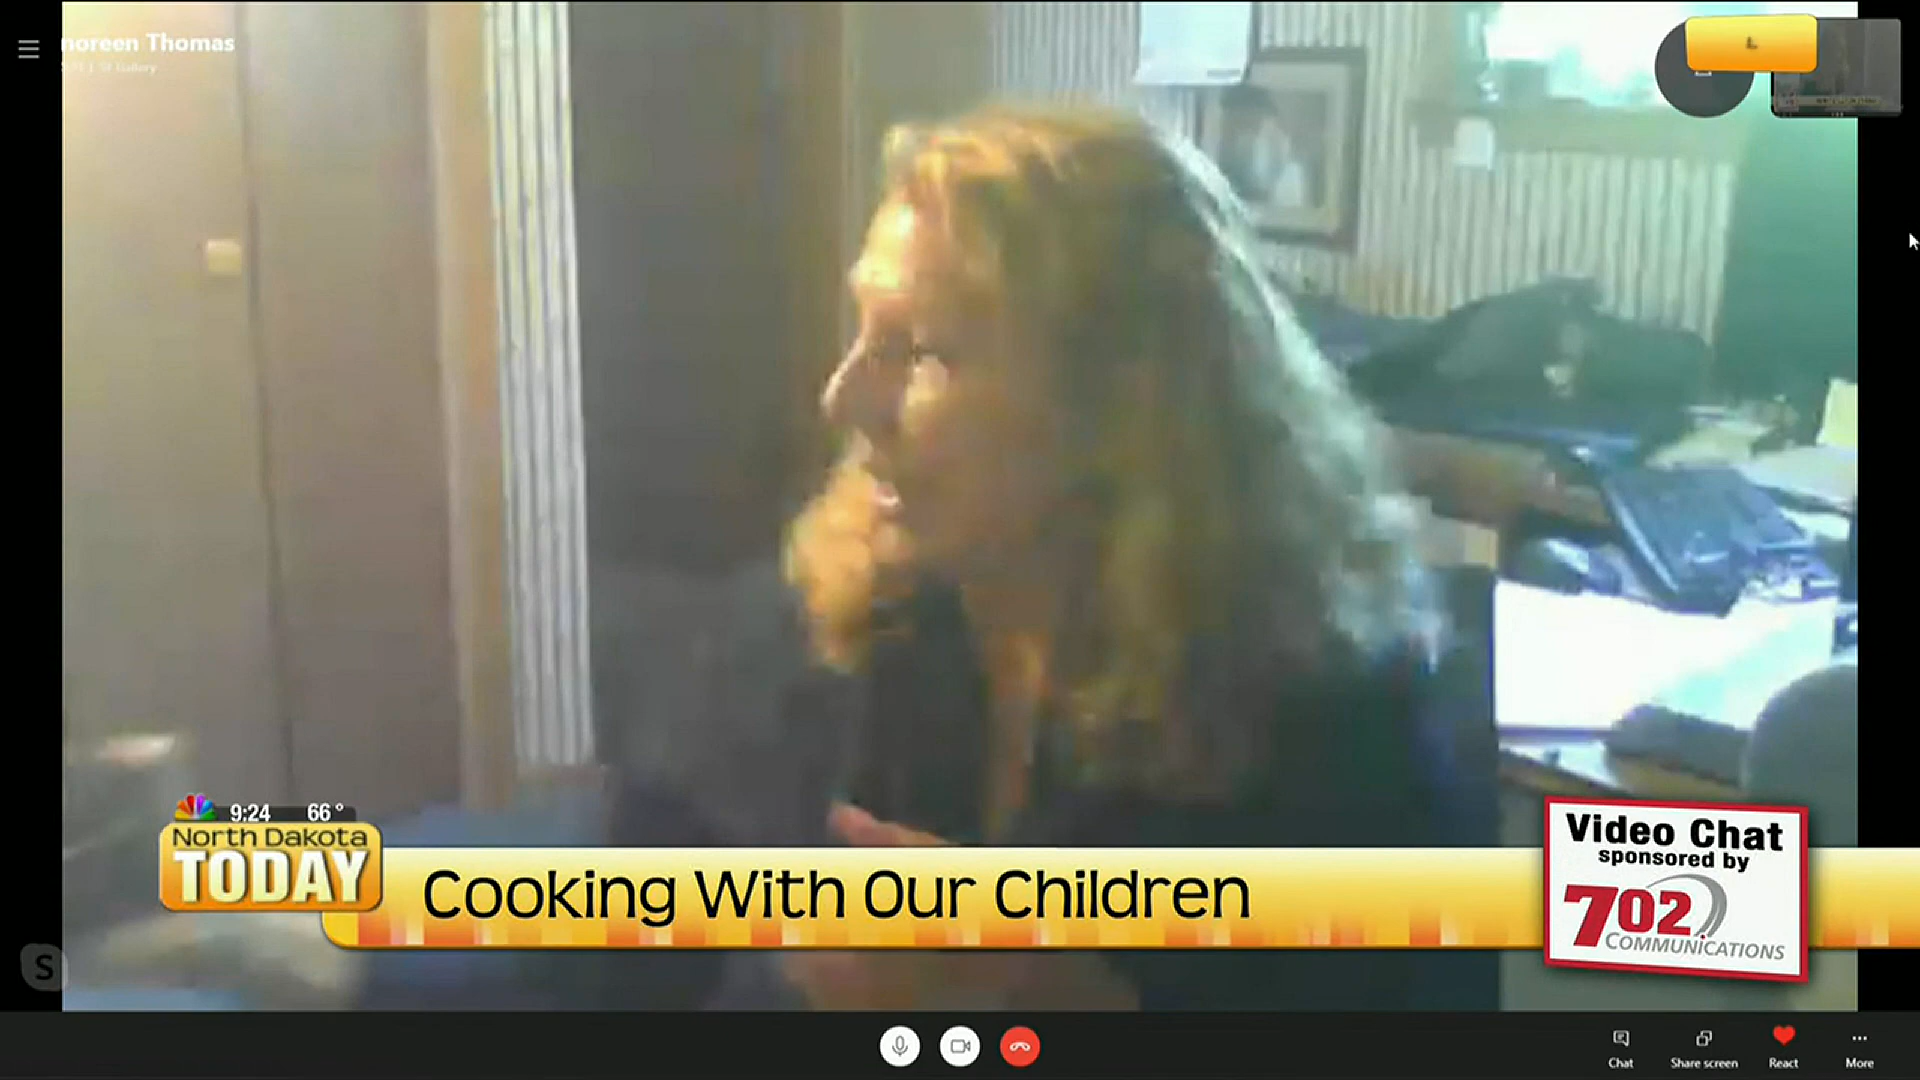 noreen Thomas
9:24 66°
North Dakota
TODAY
Cooking With Our Children
Video Chat
sponsored by
702
COMMUNICATIONS
S
Chat
Share screen
React
More